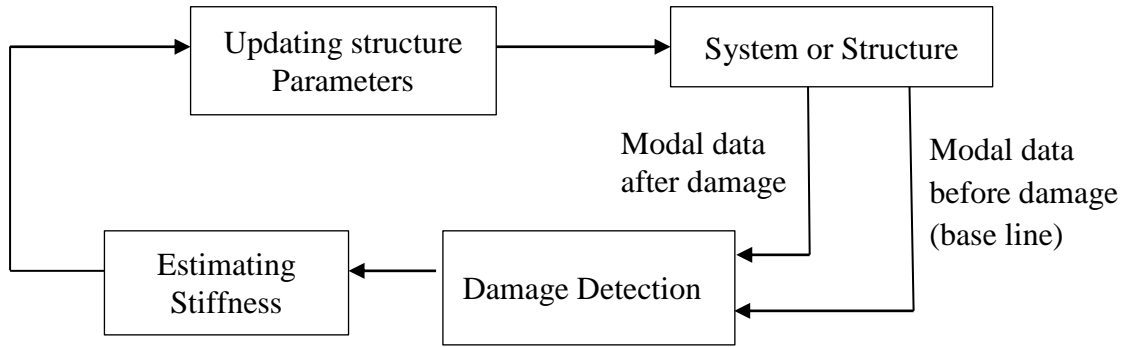 Updating structure
Parameters
System or Structure
Modal data
after damage
Modal data
before damage
(base line)
Estimating
Stiffness
Damage Detection